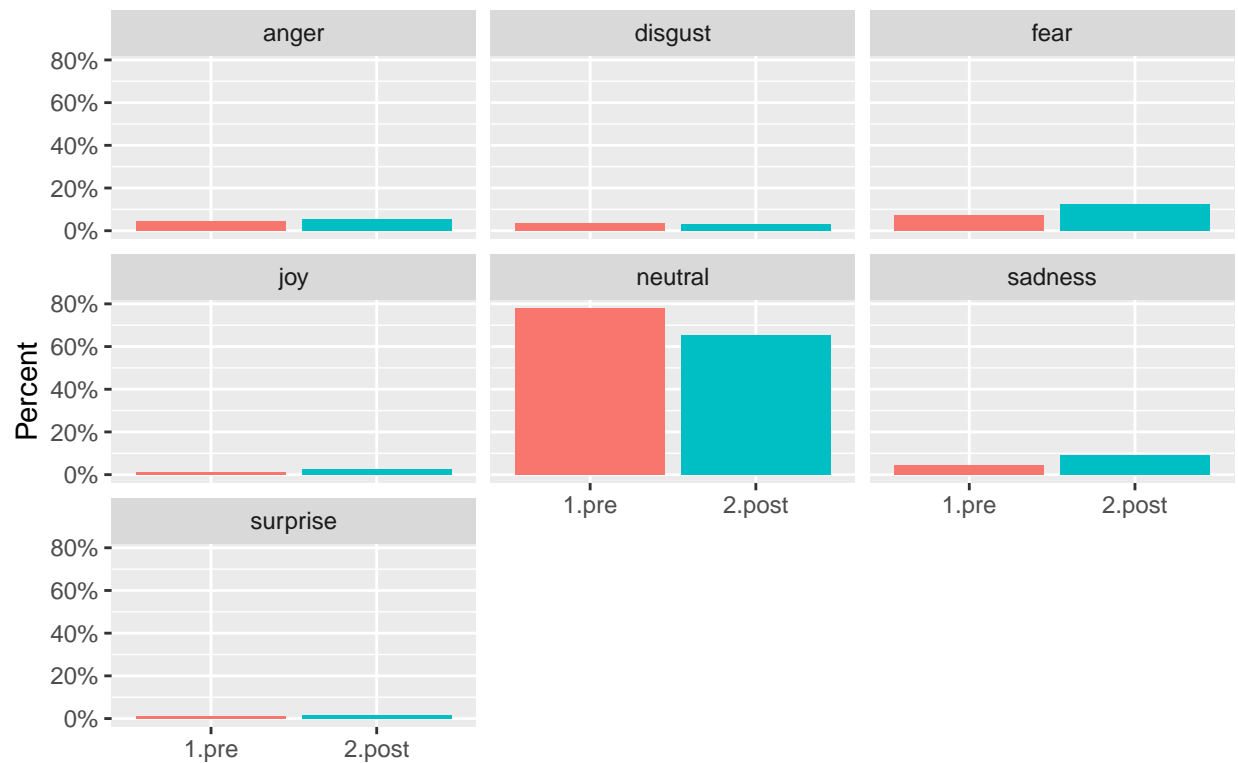 anger disgust fear
80%
60%
40%
20%
0%
joy neutral sadness
80%
60%
40%
20%
0%
Percent
1.pre 2.post 1.pre 2.post
surprise
80%
60%
40%
20%
0%
1.pre 2.post